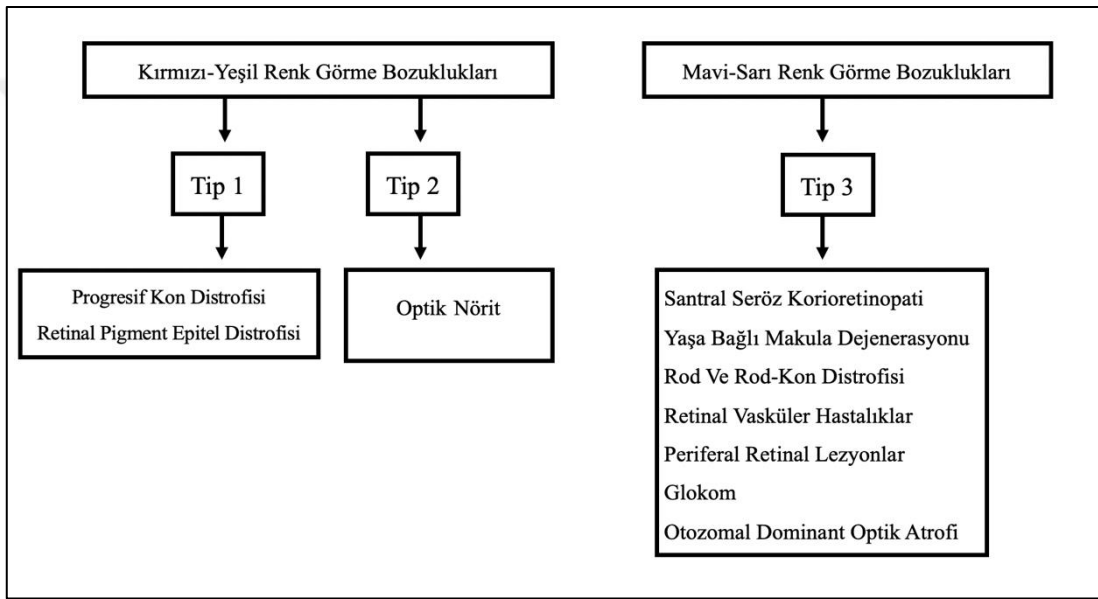 Kırmızı-Yeşil Renk Görme Bozuklukları
Mavi-Sarı Renk Görme Bozuklukları
Tip 1
Tip 2
Tip 3
Progresif Kon Distrofisi
Retinal Pigment Epitel Distrofisi
Optik Nörit
Santral Seröz Korioretinopati
Yaşa Bağlı Makula Dejenerasyonu
Rod Ve Rod-Kon Distrofisi
Retinal Vasküler Hastalıklar
Periferal Retinal Lezyonlar
Glokom
Otozomal Dominant Optik Atrofi